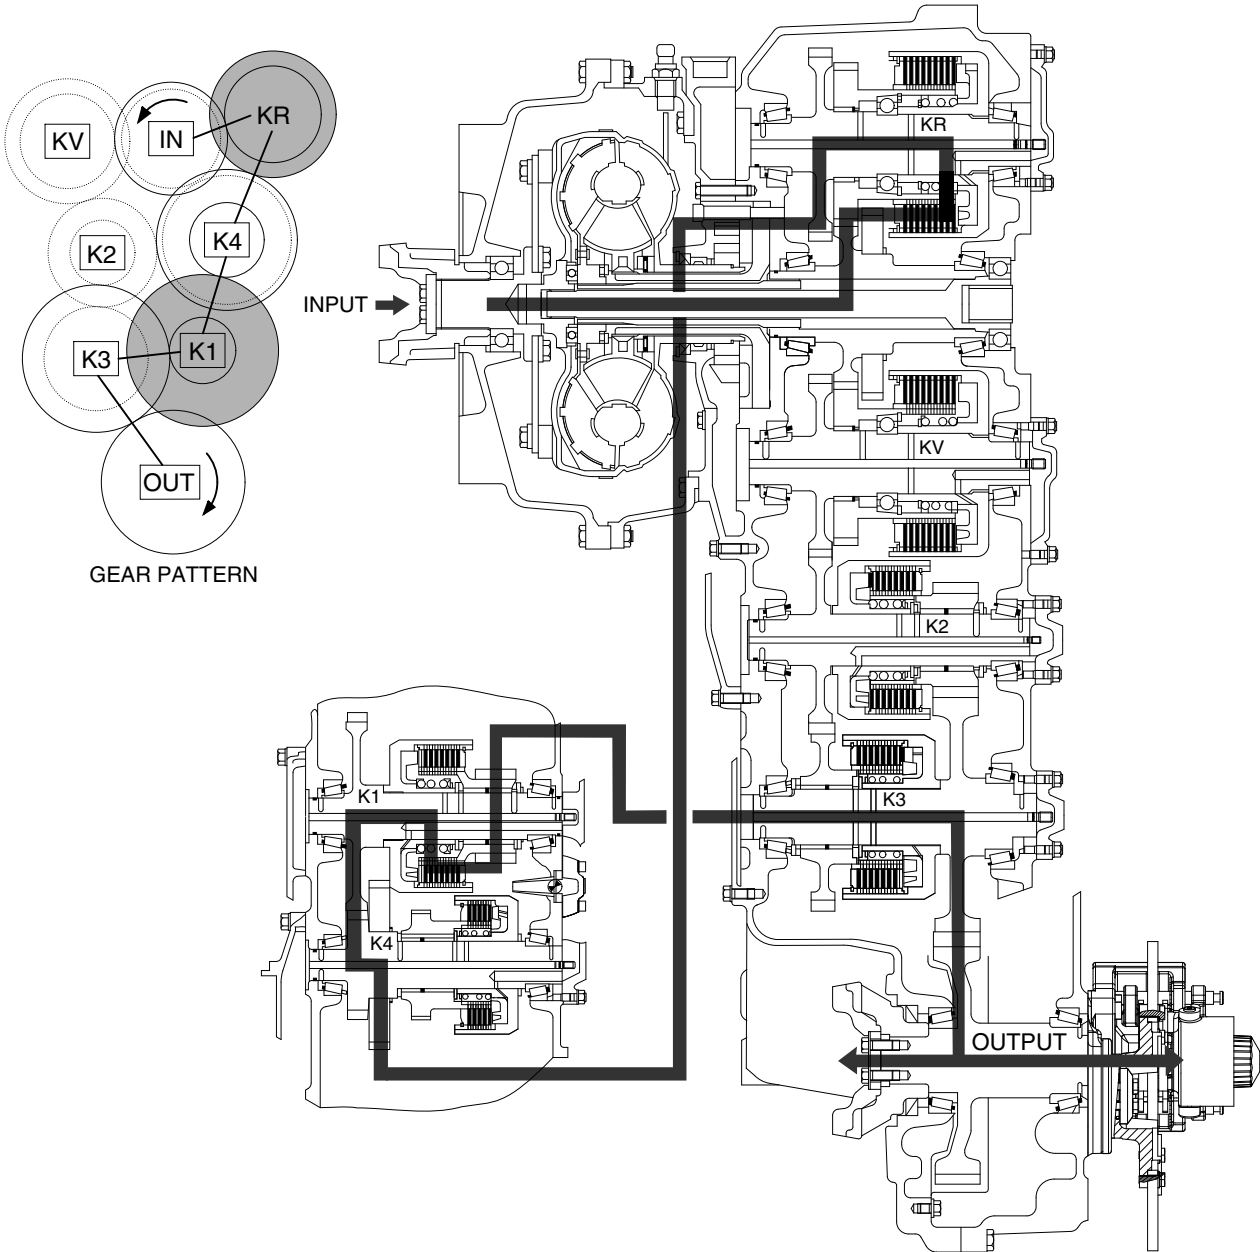 KV
IN
KR
K4
K2
K3
K1
OUT
GEAR PATTERN
INPUT
KR
KV
K2
K3
K1
K4
OUTPUT